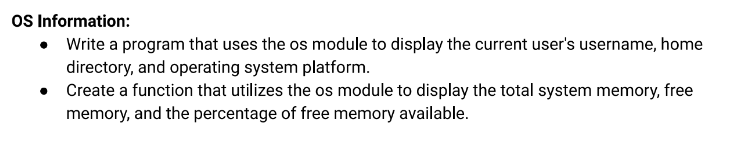 OS Information:
● Write a program that uses the os module to display the current user's username, home
directory, and operating system platform.
● Create a function that utilizes the os module to display the total system memory, free
memory, and the percentage of free memory available.